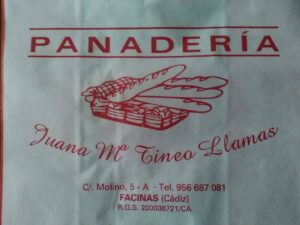 PANADERÍA
Juana Mª Tineo Llamas
C/. Molino, 5 - A · Tel. 956 687 081
FACINAS (Cádiz)
R.G.S. 200038721/CA